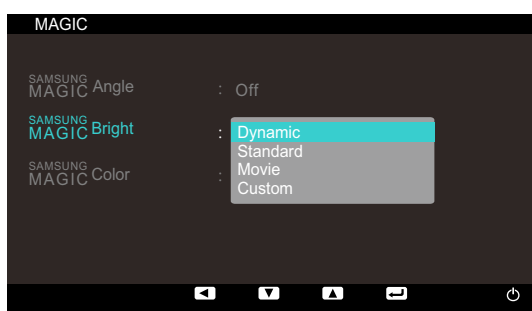 MAGIC
SAMSUNG MAGIC Angle : Off
SAMSUNG MAGIC Bright : Dynamic
Standard
Movie
Custom
SAMSUNG MAGIC Color :